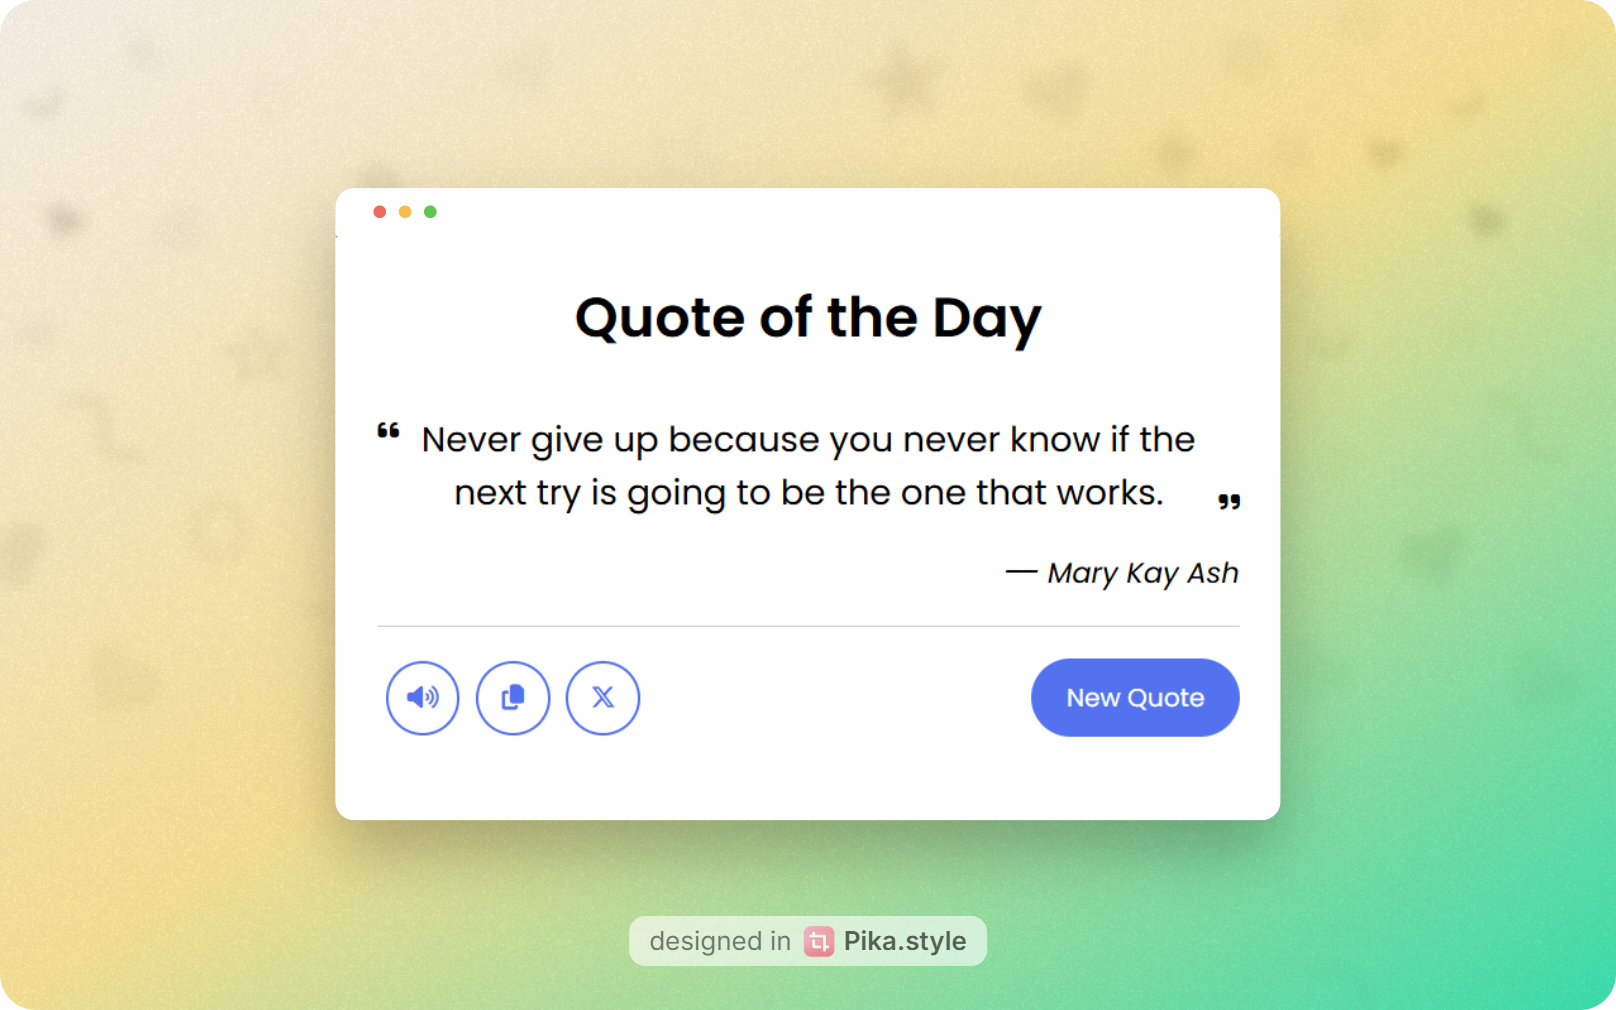 Quote of the Day
❝ Never give up because you never know if the
next try is going to be the one that works. ❞
— Mary Kay Ash
New Quote
designed in Pika.style